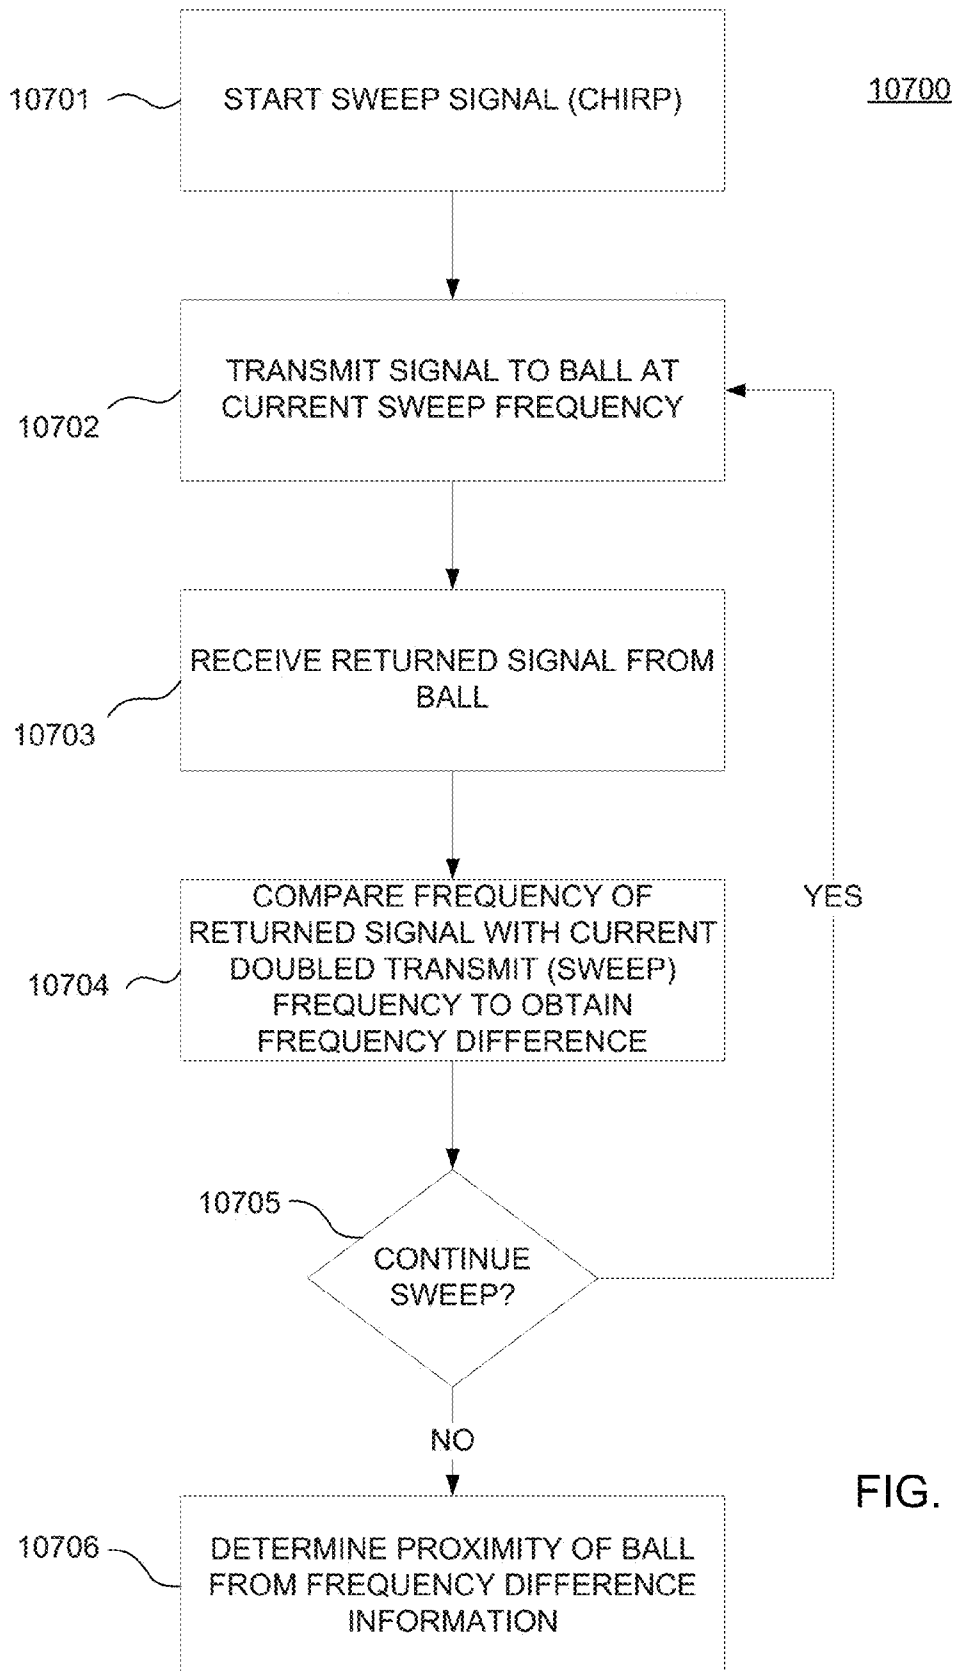 10701
START SWEEP SIGNAL (CHIRP)
10700
TRANSMIT SIGNAL TO BALL AT
CURRENT SWEEP FREQUENCY
10702
RECEIVE RETURNED SIGNAL FROM
BALL
10703
COMPARE FREQUENCY OF
RETURNED SIGNAL WITH CURRENT
DOUBLED TRANSMIT (SWEEP)
FREQUENCY TO OBTAIN
FREQUENCY DIFFERENCE
10704
YES
10705
CONTINUE
SWEEP?
NO
FIG.
10706
DETERMINE PROXIMITY OF BALL
FROM FREQUENCY DIFFERENCE
INFORMATION